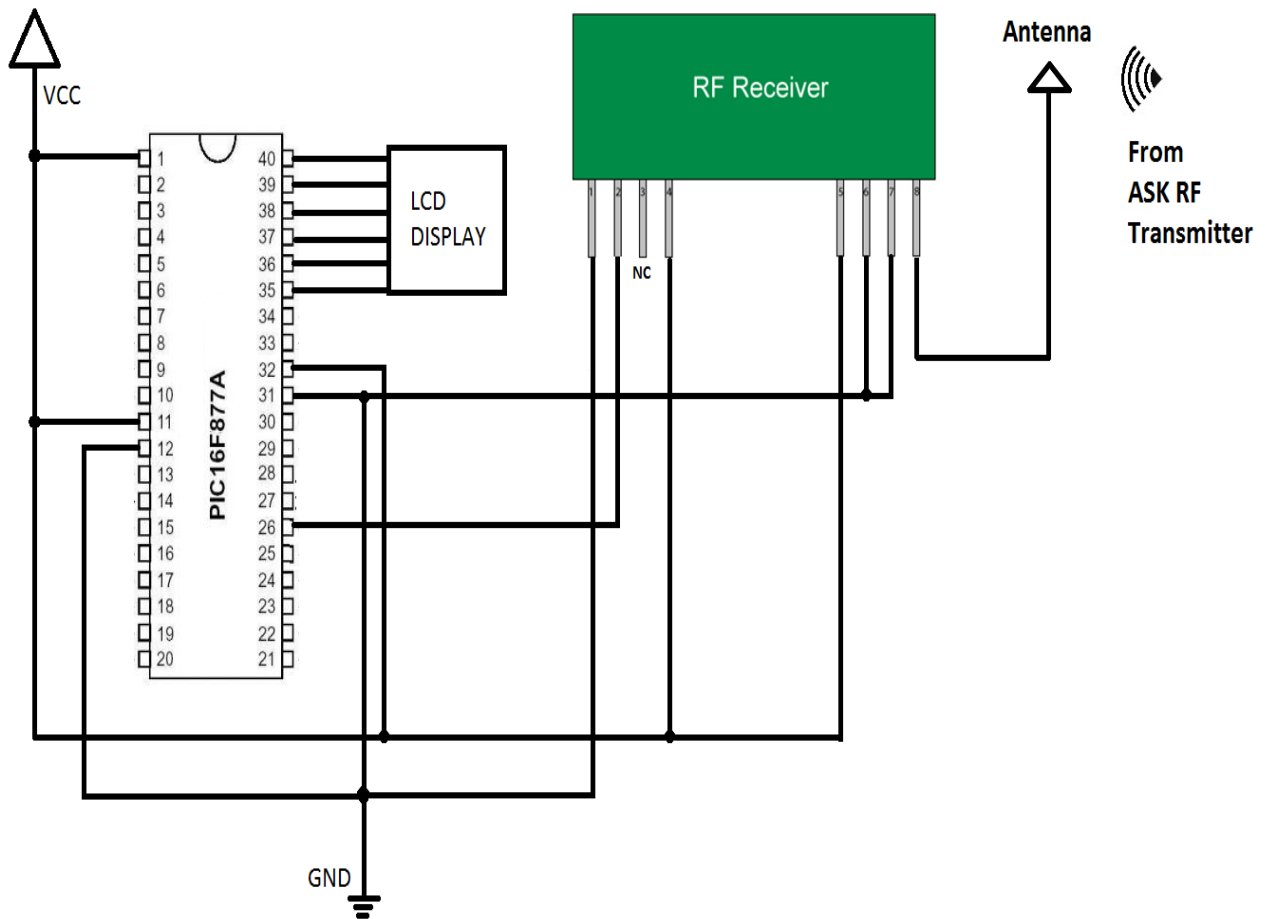 VCC
RF Receiver
Antenna
From
ASK RF
Transmitter
LCD
DISPLAY
1 2 3 4 5 6 7 8
NC
PIC16F877A
1 40
2 39
3 38
4 37
5 36
6 35
7 34
8 33
9 32
10 31
11 30
12 29
13 28
14 27
15 26
16 25
17 24
18 23
19 22
20 21
GND